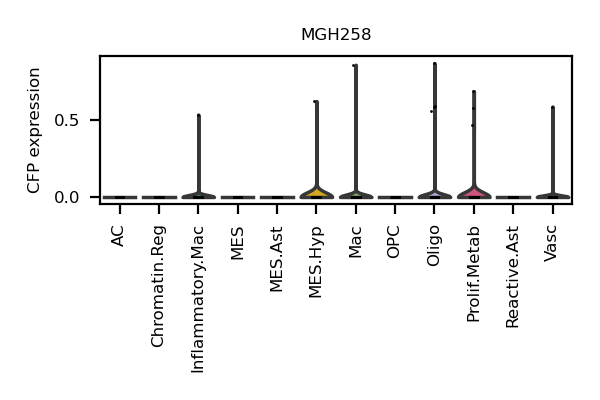 MGH258
CFP expression
0.5
0.0
AC
Chromatin.Reg
Inflammatory.Mac
MES
MES.Ast
MES.Hyp
Mac
OPC
Oligo
Prolif.Metab
Reactive.Ast
Vasc